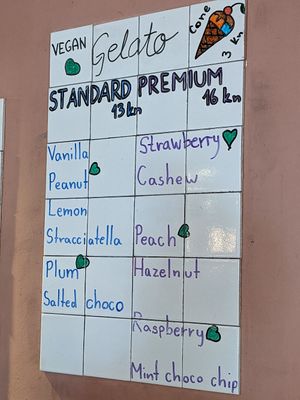 VEGAN Gelato Cone 3 kn
STANDARD PREMIUM
13 kn 16 kn
Vanilla
Peanut
Lemon
Stracciatella
Plum
Salted choco
Strawberry
Cashew
Peach
Hazelnut
Raspberry
Mint choco chip